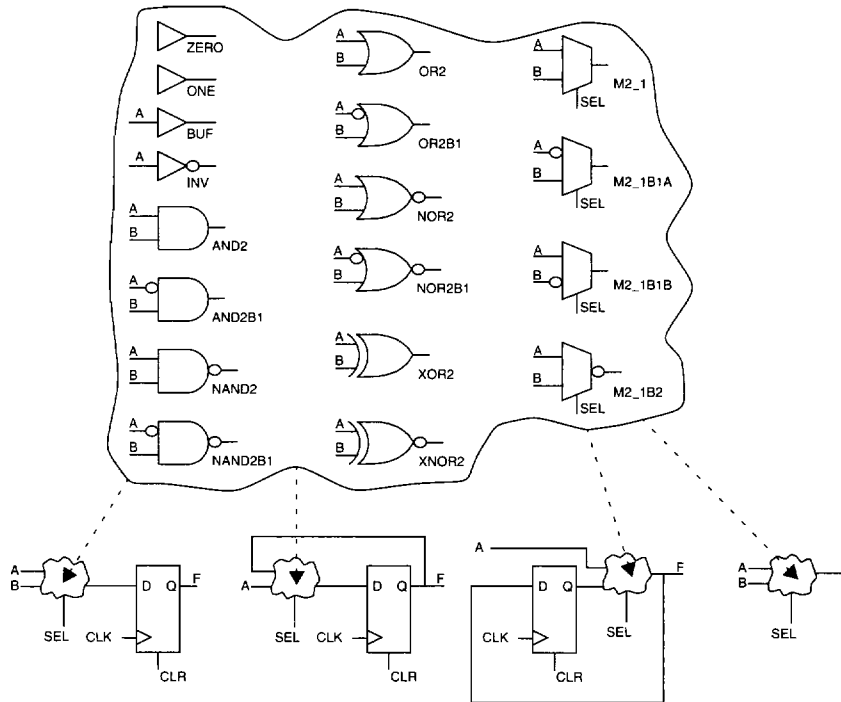 ZERO
ONE
A
BUF
A
INV
A
B
AND2
A
B
AND2B1
A
B
NAND2
A
B
NAND2B1
A
B
OR2
A
B
OR2B1
A
B
NOR2
A
B
NOR2B1
A
B
XOR2
A
B
XNOR2
A
B
M2_1
SEL
A
B
M2_1B1A
SEL
A
B
M2_1B1B
SEL
A
B
M2_1B2
SEL
A
B
SEL
D Q
F
CLK
CLR
A
SEL
D Q
F
CLK
CLR
A
D Q
F
SEL
CLK
CLR
A
B
SEL